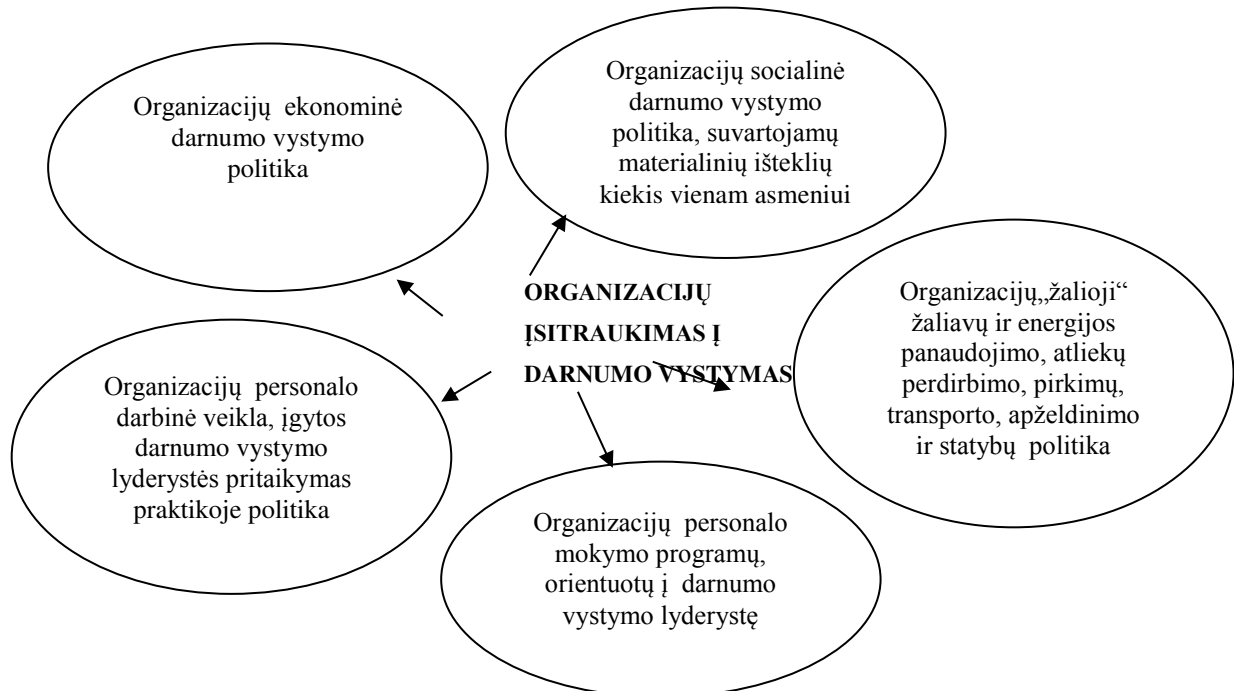 Organizacijų ekonominė
darnumo vystymo
politika
Organizacijų socialinė
darnumo vystymo
politika, suvartojamų
materialinių išteklių
kiekis vienam asmeniui
ORGANIZACIJŲ
ĮSITRAUKIMAS Į
DARNUMO VYSTYMAS
Organizacijų„žalioji“
žaliavų ir energijos
panaudojimo, atliekų
perdirbimo, pirkimų,
transporto, apželdinimo
ir statybų politika
Organizacijų personalo
darbinė veikla, įgytos
darnumo vystymo
lyderystės pritaikymas
praktikoje politika
Organizacijų personalo
mokymo programų,
orientuotų į darnumo
vystymo lyderystę